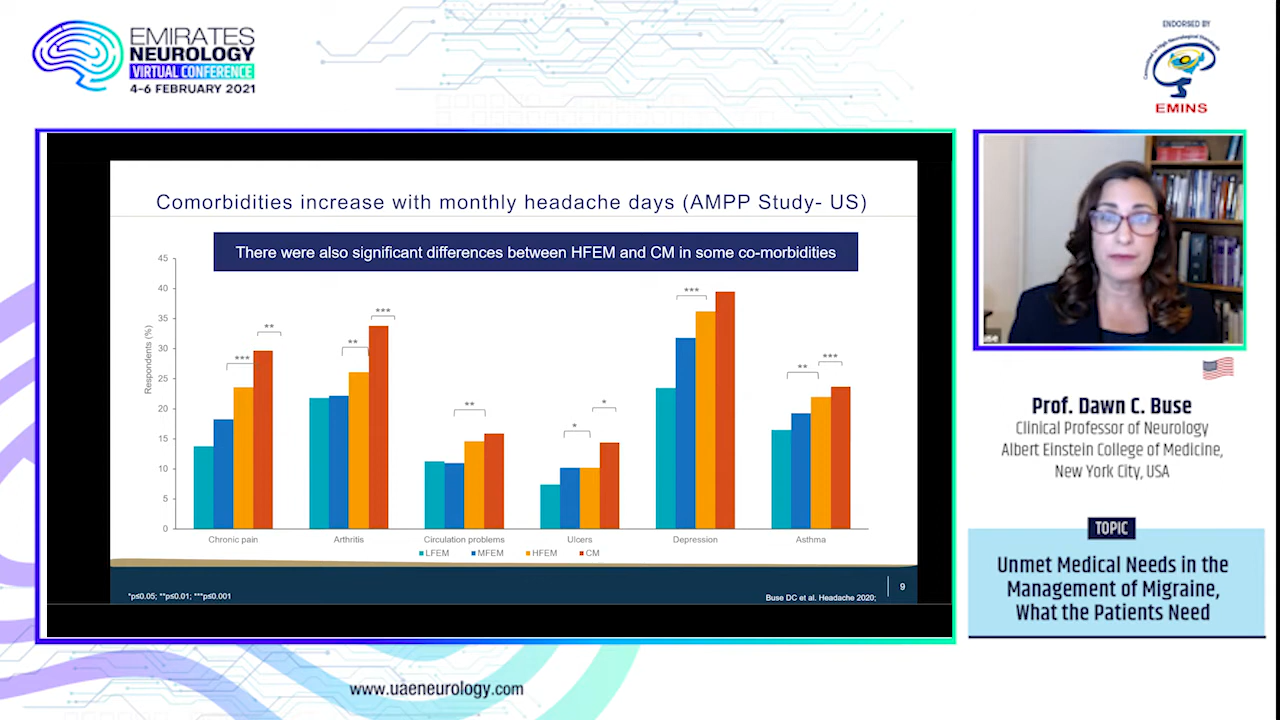 EMIRATES
NEUROLOGY
VIRTUAL CONFERENCE
4-6 FEBRUARY 2021
ENDORSED BY
Committed to High Neurological Standards
EMINS
Comorbidities increase with monthly headache days (AMPP Study- US)
There were also significant differences between HFEM and CM in some co-morbidities
Respondents (%)
45
40
35
30
25
20
15
10
5
0
***
**
**
***
**
*
*
***
**
***
Chronic pain
Arthritis
Circulation problems
Ulcers
Depression
Asthma
LFEM
MFEM
HFEM
CM
*p≤0.05; **p≤0.01; ***p≤0.001
Buse DC et al. Headache 2020;
9
Prof. Dawn C. Buse
Clinical Professor of Neurology
Albert Einstein College of Medicine,
New York City, USA
TOPIC
Unmet Medical Needs in the
Management of Migraine,
What the Patients Need
www.uaeneurology.com